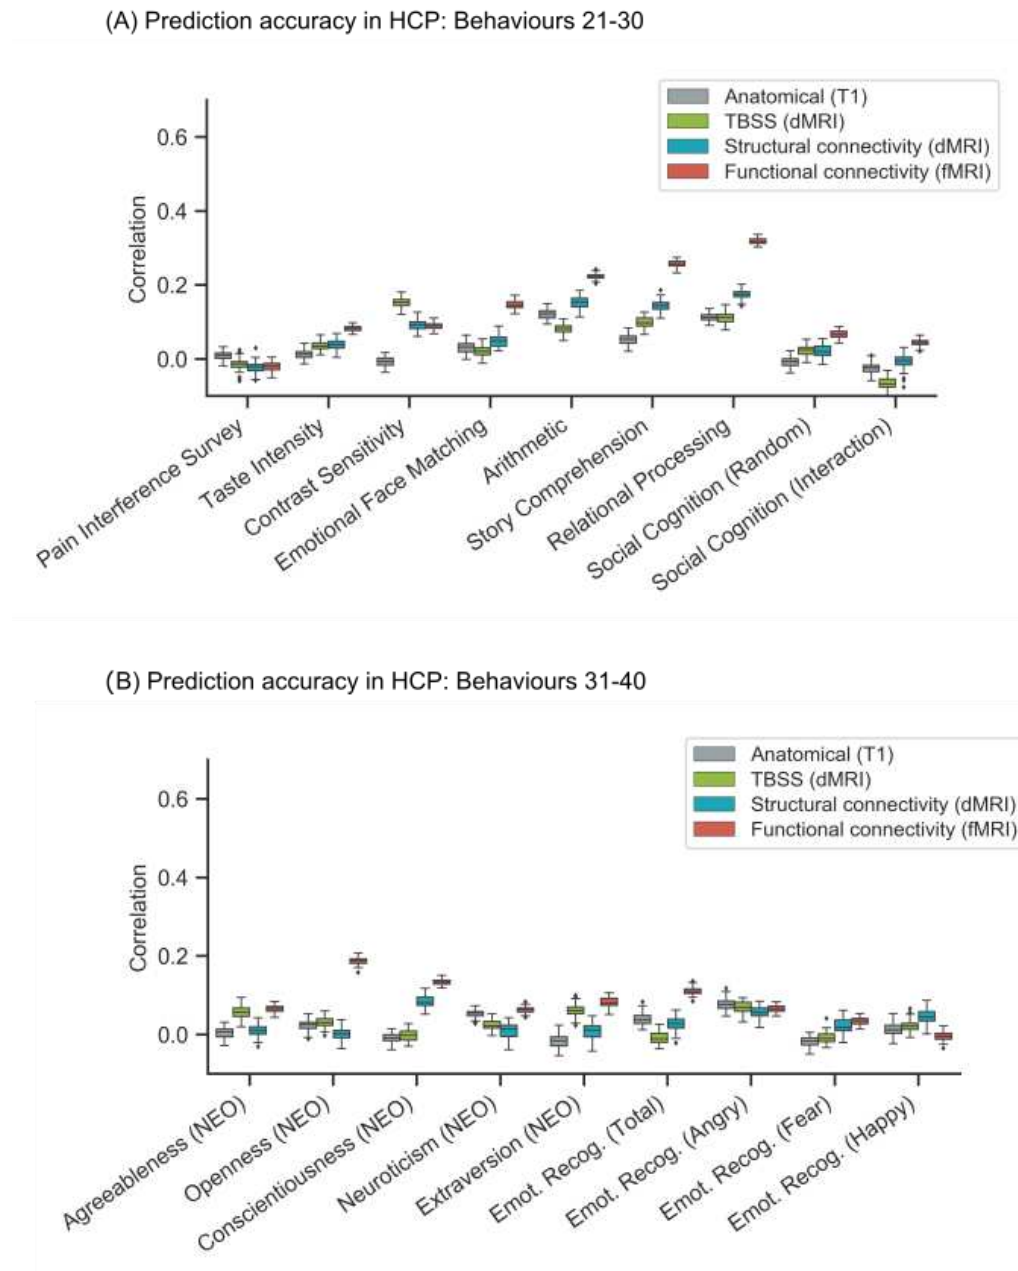 (A) Prediction accuracy in HCP: Behaviours 21-30
Anatomical (T1)
TBSS (dMRI)
Structural connectivity (dMRI)
Functional connectivity (fMRI)
Correlation
0.6
0.4
0.2
0.0
Pain Interference Survey
Taste Intensity
Contrast Sensitivity
Emotional Face Matching
Arithmetic
Story Comprehension
Relational Processing
Social Cognition (Random)
Social Cognition (Interaction)
(B) Prediction accuracy in HCP: Behaviours 31-40
Anatomical (T1)
TBSS (dMRI)
Structural connectivity (dMRI)
Functional connectivity (fMRI)
Correlation
0.6
0.4
0.2
0.0
Agreeableness (NEO)
Openness (NEO)
Conscientiousness (NEO)
Neuroticism (NEO)
Extraversion (NEO)
Emot. Recog. (Total)
Emot. Recog. (Angry)
Emot. Recog. (Fear)
Emot. Recog. (Happy)